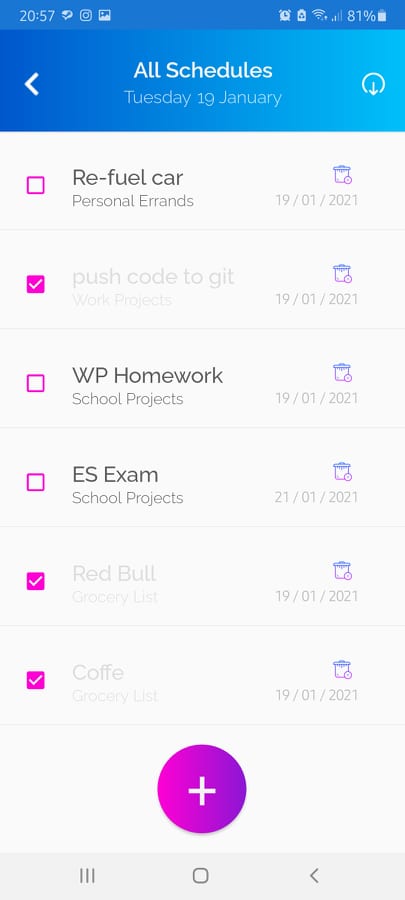 20:57
81%
All Schedules
Tuesday 19 January
Re-fuel car
Personal Errands
19 / 01 / 2021
push code to git
Work Projects
19 / 01 / 2021
WP Homework
School Projects
19 / 01 / 2021
ES Exam
School Projects
21 / 01 / 2021
Red Bull
Grocery List
19 / 01 / 2021
Coffe
Grocery List
19 / 01 / 2021